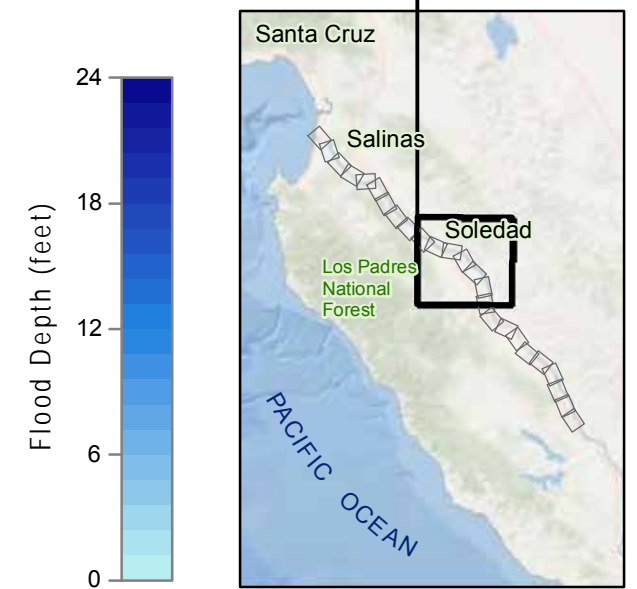 24
18
12
6
0
Flood Depth (feet)
Santa Cruz
Salinas
Soledad
Los Padres
National
Forest
PACIFIC OCEAN